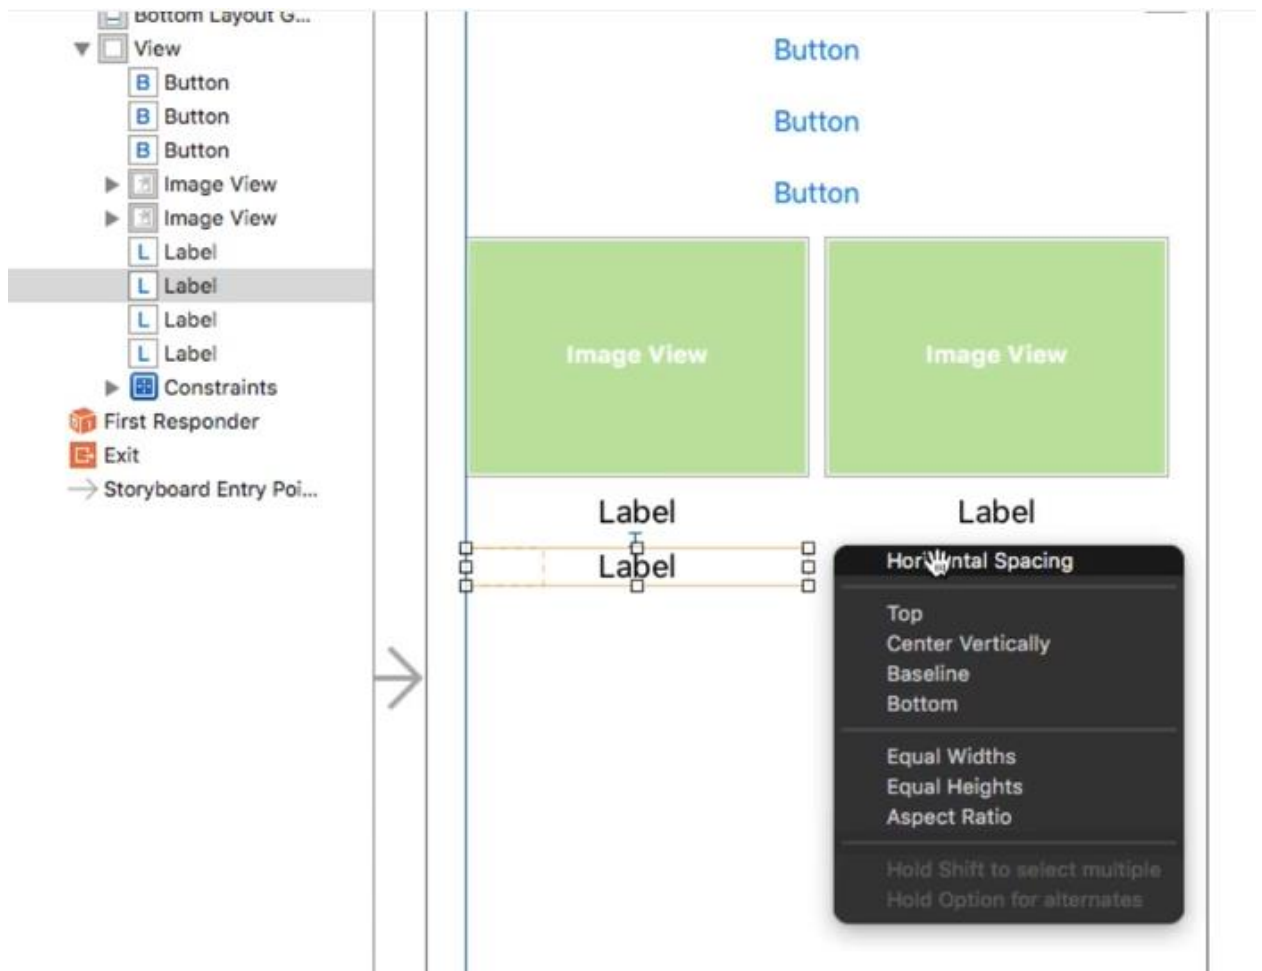 Bottom Layout G...
View
B Button
B Button
B Button
Image View
Image View
L Label
L Label
L Label
L Label
Constraints
First Responder
Exit
Storyboard Entry Poi...
Button
Button
Button
Image View
Image View
Label
Label
Label
Horizontal Spacing
Top
Center Vertically
Baseline
Bottom
Equal Widths
Equal Heights
Aspect Ratio
Hold Shift to select multiple
Hold Option for alternates